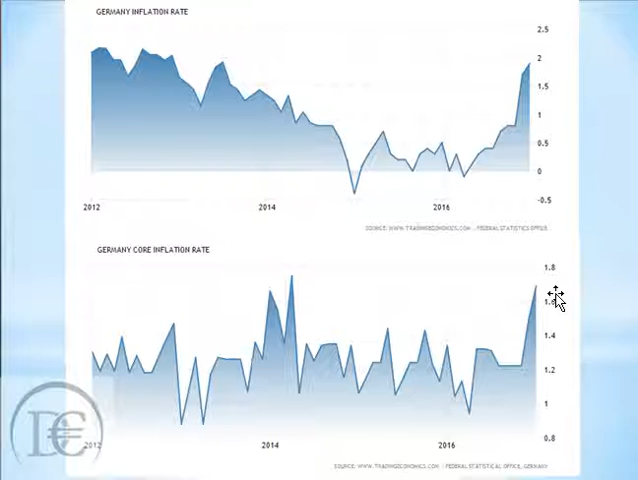 GERMANY INFLATION RATE
2.5
2
1.5
1
0.5
0
-0.5
2012 2014 2016
SOURCE: WWW.TRADINGECONOMICS.COM | FEDERAL STATISTICS OFFICE
GERMANY CORE INFLATION RATE
1.8
1.6
1.4
1.2
1
0.8
2012 2014 2016
SOURCE: WWW.TRADINGECONOMICS.COM | FEDERAL STATISTICAL OFFICE, GERMANY